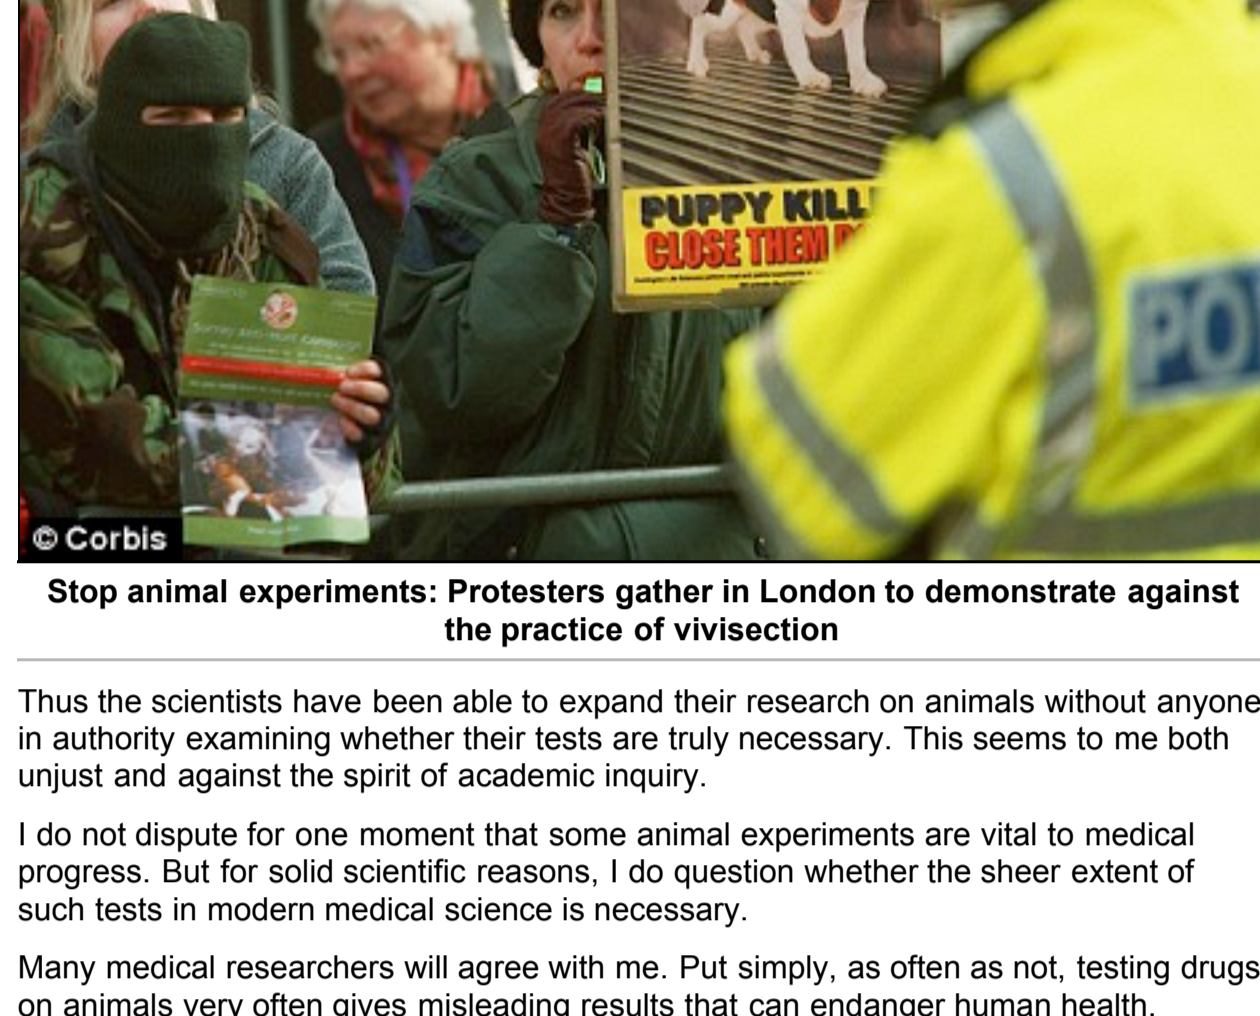 PUPPY KILL
CLOSE THEM
Surrey
POL
© Corbis
Stop animal experiments: Protesters gather in London to demonstrate against
the practice of vivisection
Thus the scientists have been able to expand their research on animals without anyone
in authority examining whether their tests are truly necessary. This seems to me both
unjust and against the spirit of academic inquiry.
I do not dispute for one moment that some animal experiments are vital to medical
progress. But for solid scientific reasons, I do question whether the sheer extent of
such tests in modern medical science is necessary.
Many medical researchers will agree with me. Put simply, as often as not, testing drugs
on animals very often gives misleading results that can endanger human health.